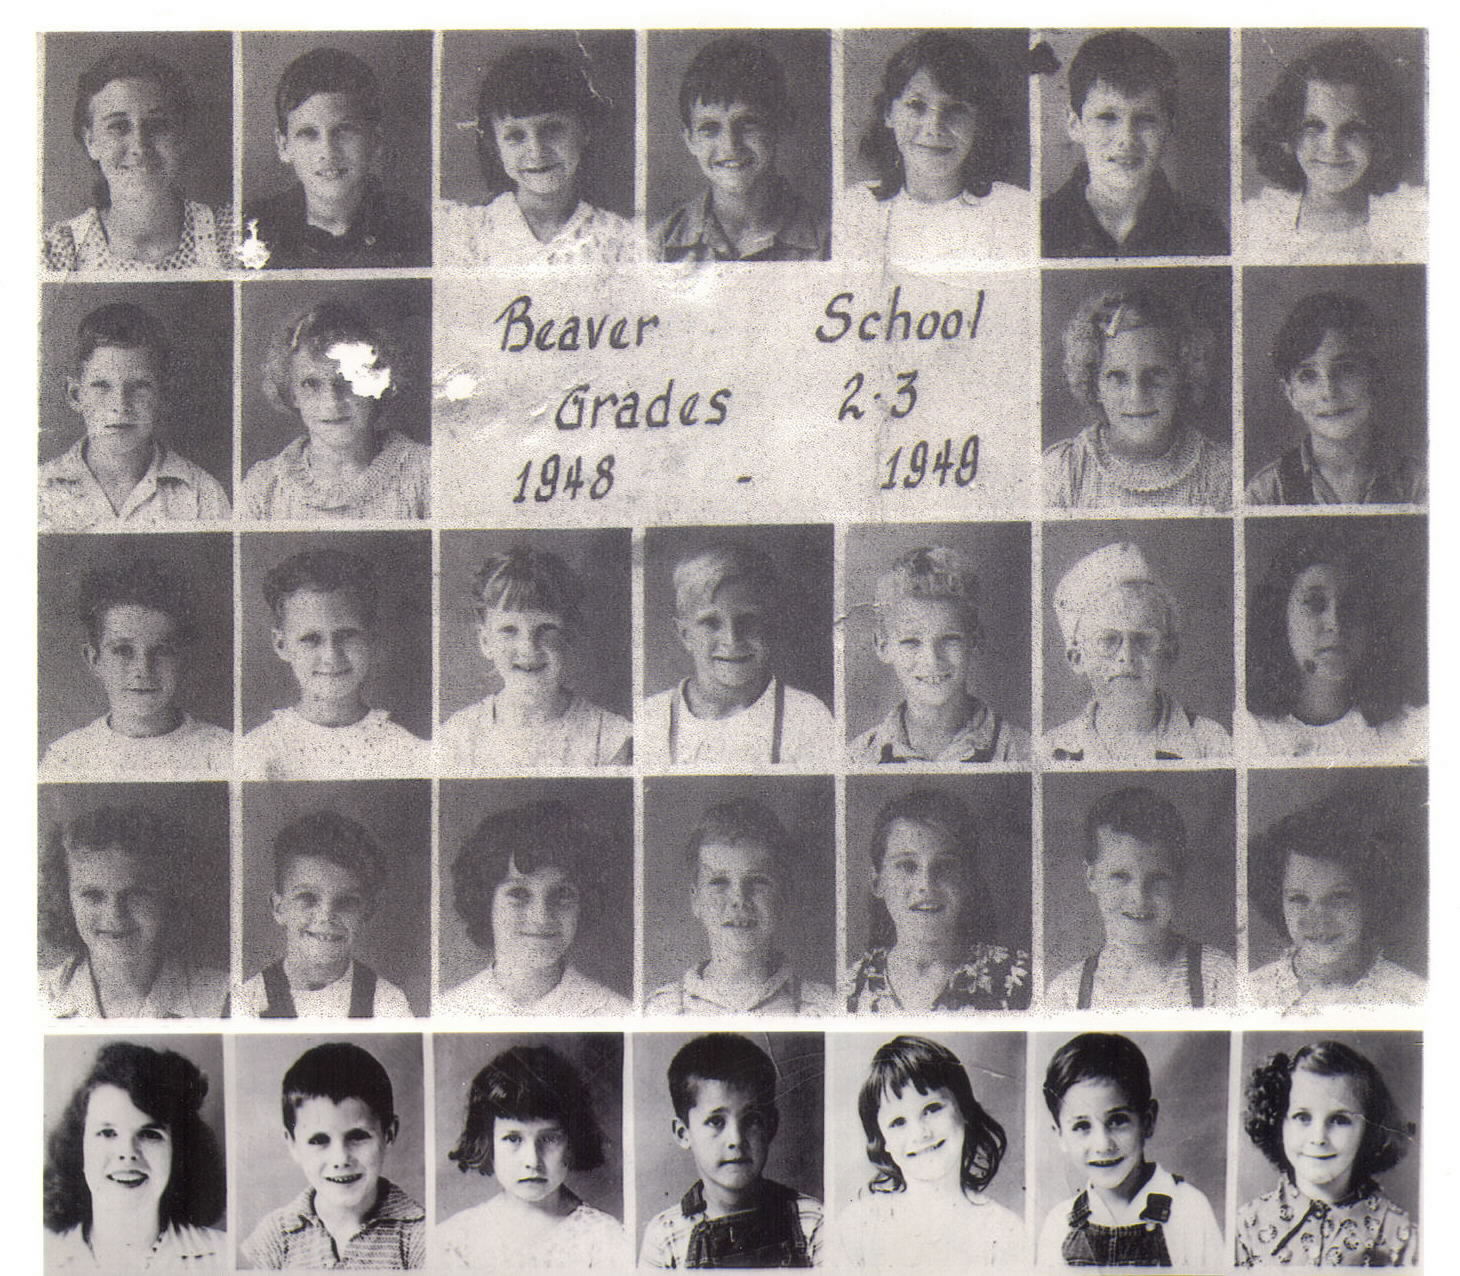 Beaver School
Grades 2-3
1948 - 1949